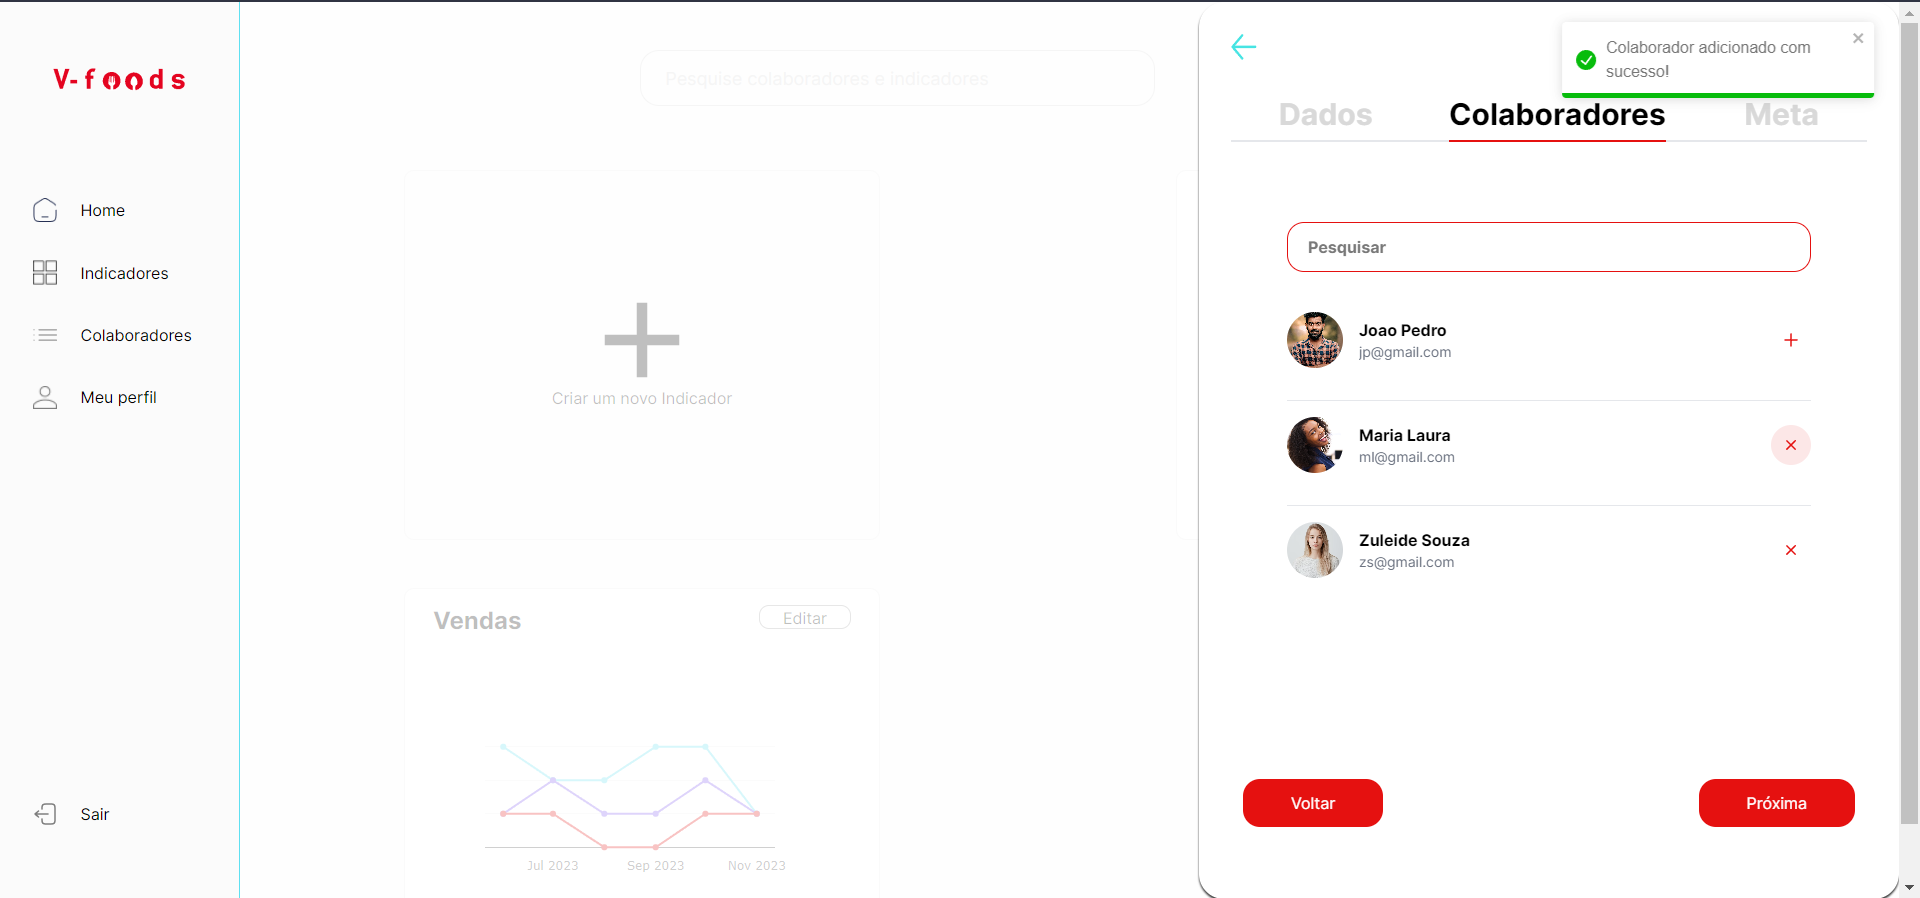 V-foods
Home
Indicadores
Colaboradores
Meu perfil
Sair
Pesquise colaboradores e indicadores
Criar um novo Indicador
Vendas
Editar
Jul 2023
Sep 2023
Nov 2023
Colaborador adicionado com
sucesso!
Dados
Colaboradores
Meta
Pesquisar
Joao Pedro
jp@gmail.com
Maria Laura
ml@gmail.com
Zuleide Souza
zs@gmail.com
Voltar
Próxima